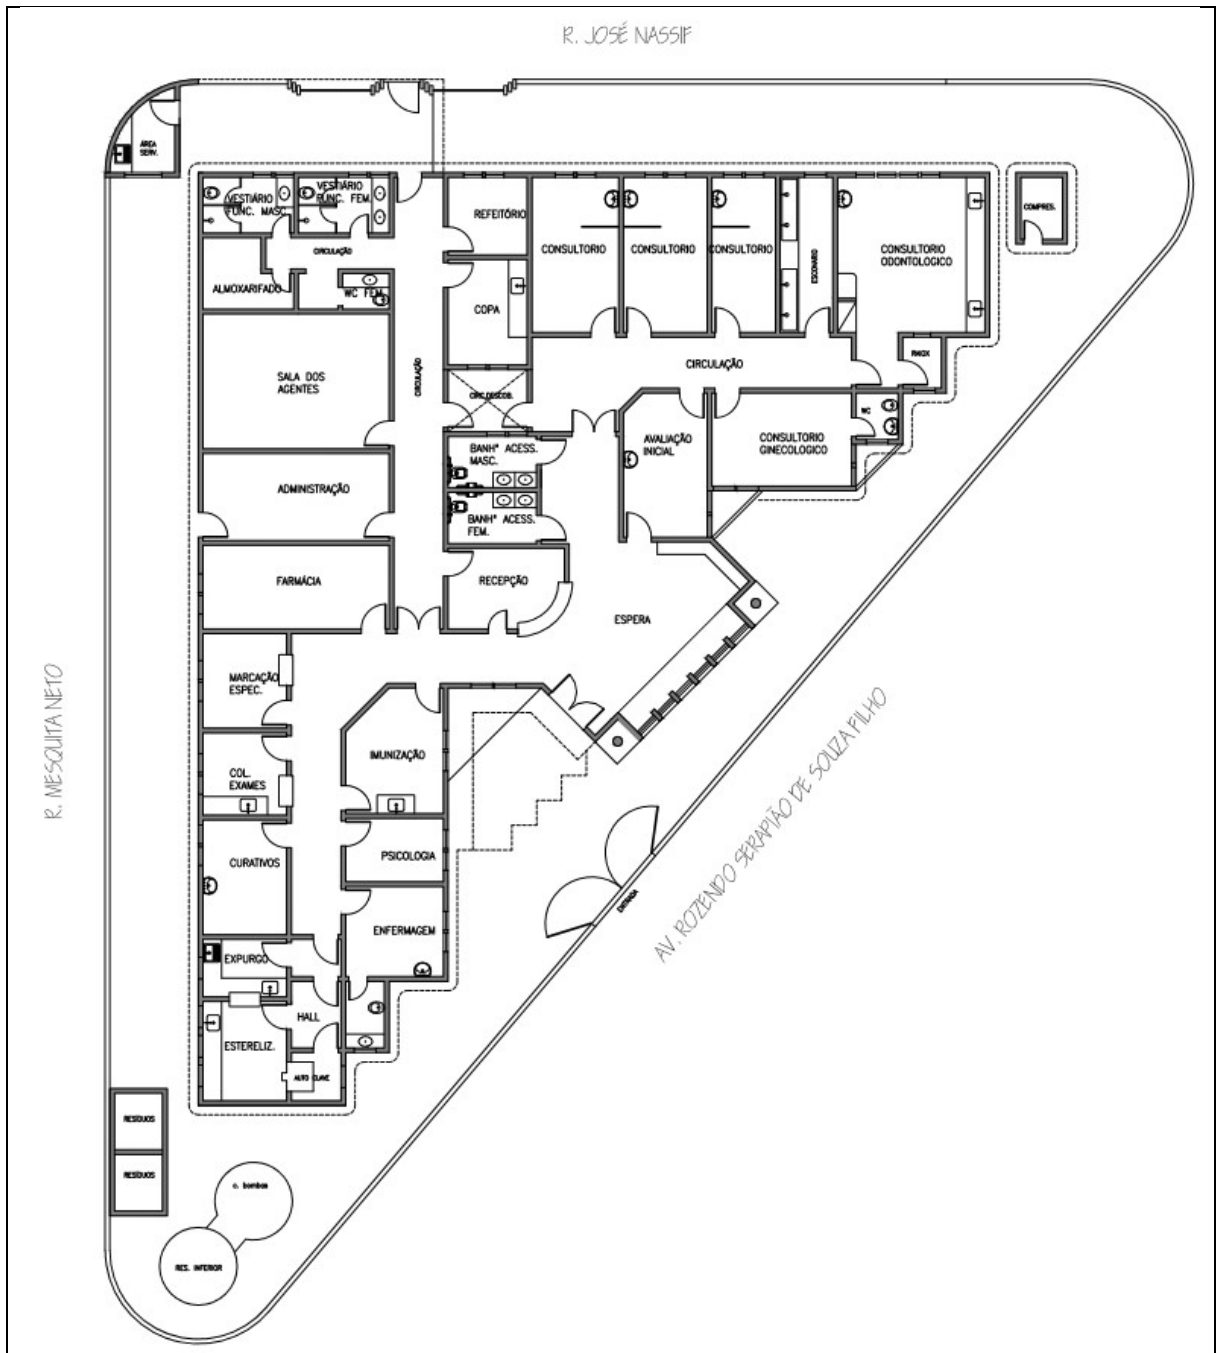 R. JOSÉ NASSIF
ÁREA
SERV.
VESTIÁRIO
FUNC. MASC.
VESTIÁRIO
FUNC. FEM.
REFEITÓRIO
CONSULTORIO
CONSULTORIO
CONSULTORIO
ESCOVÁRIO
CONSULTORIO
ODONTOLOGICO
COMPRES.
CIRCULAÇÃO
ALMOXARIFADO
WC FEM.
COPA
SALA DOS
AGENTES
CIRCULAÇÃO
CIRCULAÇÃO
CIRC.DESCOB.
WC
AVALIAÇÃO
INICIAL
CONSULTORIO
GINECOLOGICO
BANHº ACESS.
MASC.
ADMINISTRAÇÃO
BANHº ACESS.
FEM.
FARMÁCIA
RECEPÇÃO
ESPERA
MARCAÇÃO
ESPEC.
R. MESQUITA NETO
IMUNIZAÇÃO
COL.
EXAMES
AV. ROZENDO SERAPIÃO DE SOUZA FILHO
CURATIVOS
PSICOLOGIA
ENTRADA
ENFERMAGEM
EXPURGO
HALL
ESTERELIZ.
AUTO CLAVE
RESÍDUOS
RESÍDUOS
c. bombas
RES. INFERIOR